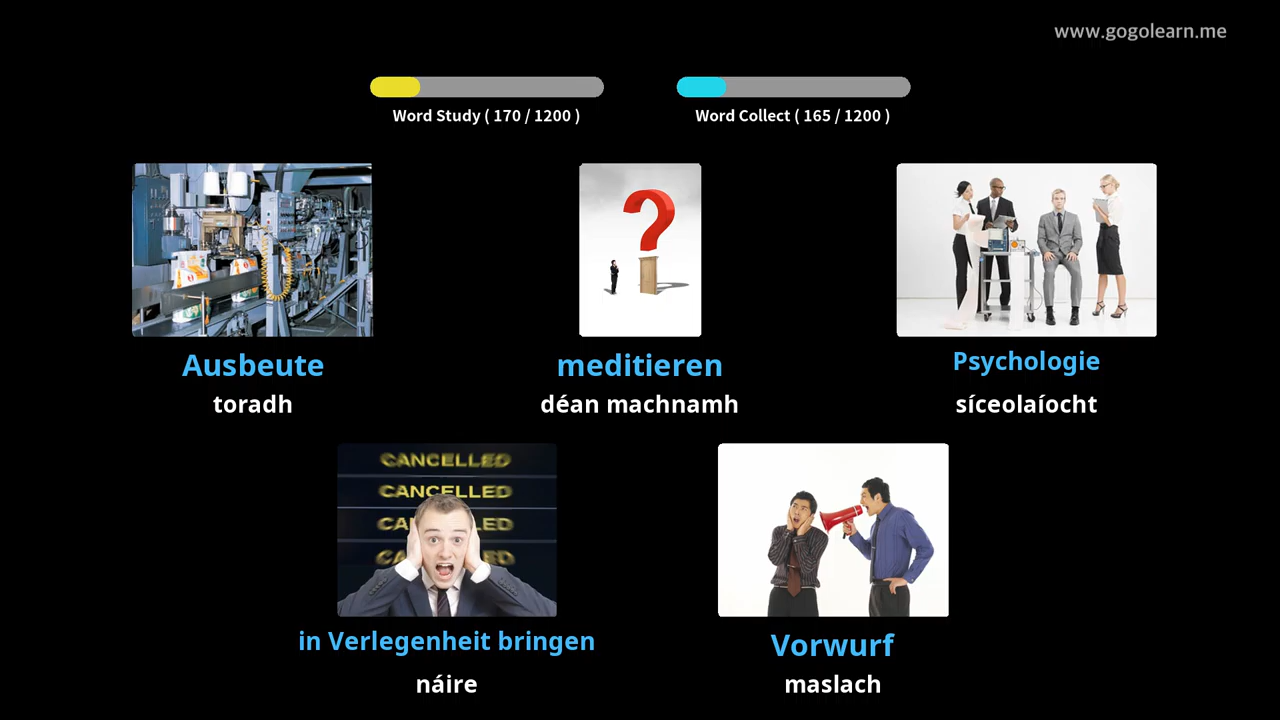 www.gogolearn.me
Word Study ( 170 / 1200 )
Word Collect ( 165 / 1200 )
Ausbeute
toradh
meditieren
déan machnamh
Psychologie
síceolaíocht
CANCELLED
CANCELLED
in Verlegenheit bringen
náire
Vorwurf
maslach